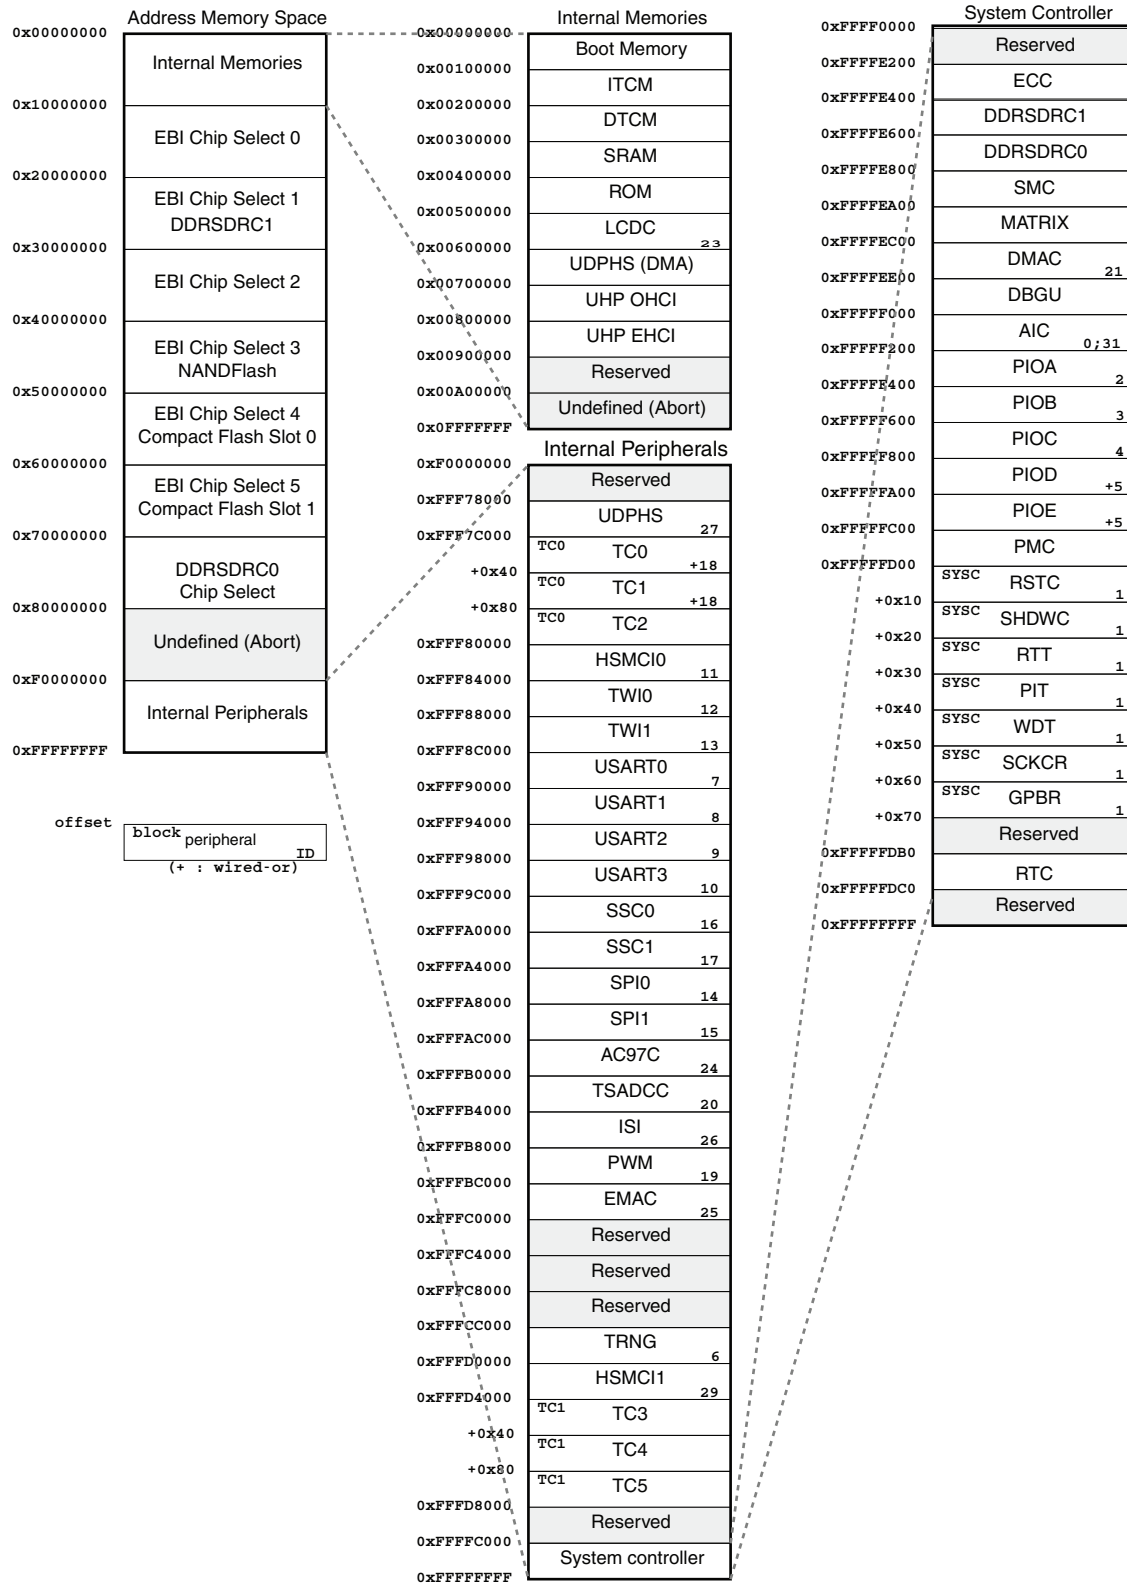 Address Memory Space
0x00000000
Internal Memories
0x10000000
EBI Chip Select 0
0x20000000
EBI Chip Select 1
DDRSDRC1
0x30000000
EBI Chip Select 2
0x40000000
EBI Chip Select 3
NANDFlash
0x50000000
EBI Chip Select 4
Compact Flash Slot 0
0x60000000
EBI Chip Select 5
Compact Flash Slot 1
0x70000000
DDRSDRC0
Chip Select
0x80000000
Undefined (Abort)
0xF0000000
Internal Peripherals
0xFFFFFFFF
offset
block
peripheral
ID
(+ : wired-or)
Internal Memories
0x00000000
Boot Memory
0x00100000
ITCM
0x00200000
DTCM
0x00300000
SRAM
0x00400000
ROM
0x00500000
LCDC
23
0x00600000
UDPHS (DMA)
0x00700000
UHP OHCI
0x00800000
UHP EHCI
0x00900000
Reserved
0x00A00000
Undefined (Abort)
0x0FFFFFFF
Internal Peripherals
0xF0000000
Reserved
0xFFF78000
UDPHS
27
0xFFF7C000
TC0 TC0
+18
+0x40
TC0 TC1
+18
+0x80
TC0 TC2
0xFFF80000
HSMCI0
11
0xFFF84000
TWI0
12
0xFFF88000
TWI1
13
0xFFF8C000
USART0
7
0xFFF90000
USART1
8
0xFFF94000
USART2
9
0xFFF98000
USART3
10
0xFFF9C000
SSC0
16
0xFFFA0000
SSC1
17
0xFFFA4000
SPI0
14
0xFFFA8000
SPI1
15
0xFFFAC000
AC97C
24
0xFFFB0000
TSADCC
20
0xFFFB4000
ISI
26
0xFFFB8000
PWM
19
0xFFFBC000
EMAC
25
0xFFFC0000
Reserved
0xFFFC4000
Reserved
0xFFFC8000
Reserved
0xFFFCC000
TRNG
6
0xFFFD0000
HSMCI1
29
0xFFFD4000
TC1 TC3
+0x40
TC1 TC4
+0x80
TC1 TC5
0xFFFD8000
Reserved
0xFFFFC000
System controller
0xFFFFFFFF
System Controller
0xFFFF0000
Reserved
0xFFFFE200
ECC
0xFFFFE400
DDRSDRC1
0xFFFFE600
DDRSDRC0
0xFFFFE800
SMC
0xFFFFEA00
MATRIX
0xFFFFEC00
DMAC
21
0xFFFFEE00
DBGU
0xFFFFF000
AIC
0;31
0xFFFFF200
PIOA
2
0xFFFFF400
PIOB
3
0xFFFFF600
PIOC
4
0xFFFFF800
PIOD
+5
0xFFFFFA00
PIOE
+5
0xFFFFFC00
PMC
0xFFFFFD00
SYSC RSTC
1
+0x10
SYSC SHDWC
1
+0x20
SYSC RTT
1
+0x30
SYSC PIT
1
+0x40
SYSC WDT
1
+0x50
SYSC SCKCR
1
+0x60
SYSC GPBR
1
+0x70
Reserved
0xFFFFFDB0
RTC
0xFFFFFDC0
Reserved
0xFFFFFFFF